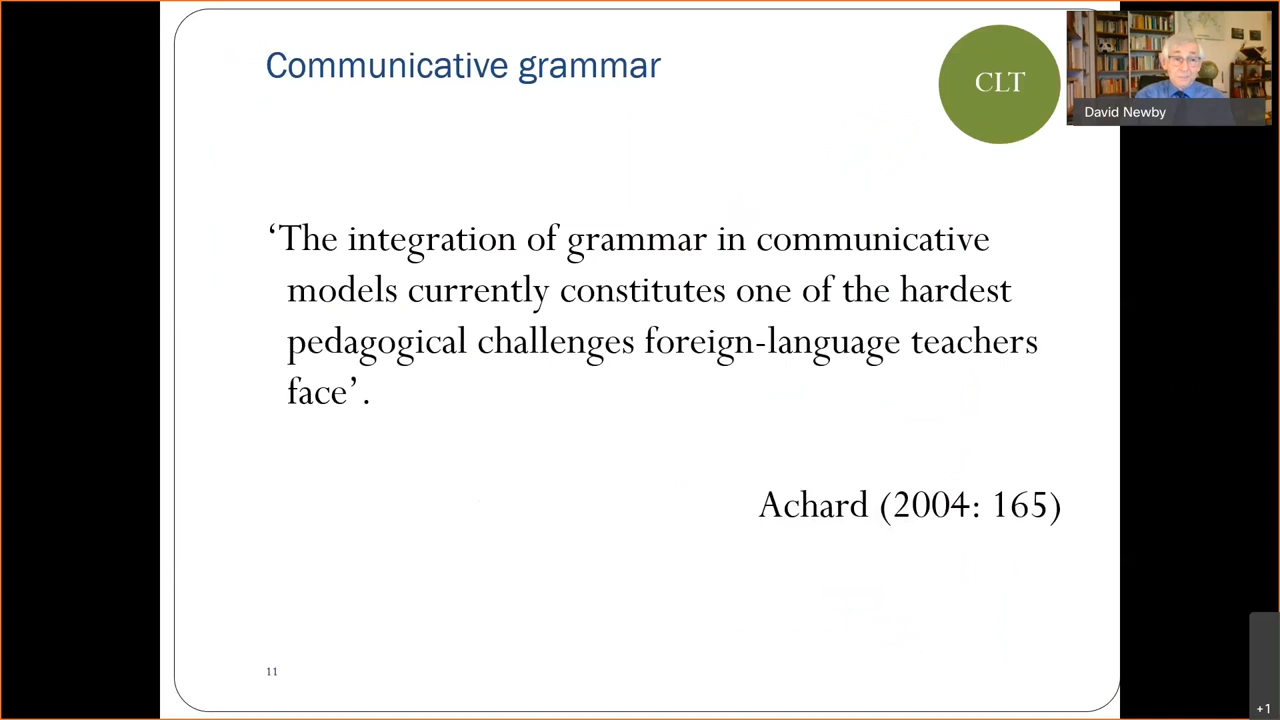 Communicative grammar
CLT
David Newby
‘The integration of grammar in communicative
models currently constitutes one of the hardest
pedagogical challenges foreign-language teachers
face’.
Achard (2004: 165)
11
+1